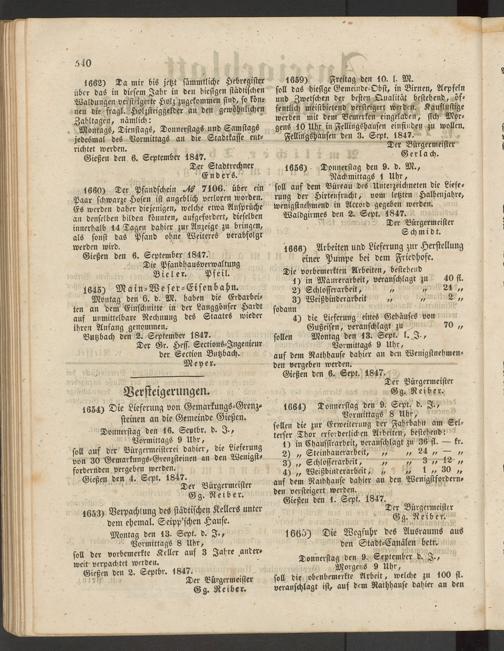 540
1662) Da mir bis jetzt sämmtliche Heberegister
über das in diesem Jahr in den hiesigen städtischen
Waldungen versteigerte Holz zugekommen sind, so kön-
nen die fragl. Holzsteiggelder an den gewöhnlichen
Zahltagen, nämlich:
Montags, Dienstags, Donnerstags und Samstags
jedesmal des Vormittags an die Stadtkasse ent-
richtet werden.
Gießen den 6. September 1847.
Der Stadtrechner
Enders.
1660) Der Pfandschein № 7106. über ein
Paar schwarze Hosen ist angeblich verloren worden.
Es werden daher diejenigen, welche etwa Ansprüche
an denselben bilden könnten, aufgefordert, dieselben
innerhalb 14 Tagen dahier zur Anzeige zu bringen,
als sonst das Pfand ohne Weiteres verabfolgt
werden wird.
Gießen den 6. September 1847.
Die Pfandhausverwaltung
Bieler. Pfeil.
1645) Main-Weser-Eisenbahn.
Montag den 6. d. M. haben die Erdarbei-
ten an dem Einschnitte in der Langgönser Hardt
auf unmittelbare Rechnung des Staates wieder
ihren Anfang genommen.
Butzbach den 2. September 1847.
Der Gr. Hess. Sections-Ingenieur
der Section Butzbach.
Meyer.
Versteigerungen.
1654) Die Lieferung von Gemarkungs-Grenz-
steinen an die Gemeinde Gießen.
Donnerstag den 16. Septbr. d. J.,
Vormittags 9 Uhr,
soll auf der Bürgermeisterei dahier, die Lieferung
von 30 Gemarkungs-Grenzsteinen an den Wenigst-
fordernden vergeben werden.
Gießen den 4. Sept. 1847.
Der Bürgermeister
Gg. Reiber.
1653) Verpachtung des städtischen Kellers unter
dem ehemal. Seipp'schen Hause.
Montag den 13. Sept. d. J.,
Vormittags 8 Uhr,
soll der vorbemerkte Keller auf 3 Jahre ander-
weit verpachtet werden.
Gießen den 2. Septbr. 1847.
Der Bürgermeister
Gg. Reiber.
1659) Freitag den 10. l. M.
soll das hiesige Gemeinde-Obst, in Birnen, Aepfeln
und Zwetschen der besten Qualität bestehend, öf-
fentlich meistbietend versteigert werden. Kauflustige
werden mit dem Bemerken eingeladen, sich Mor-
gens 10 Uhr in Fellingshausen einfinden zu wollen.
Fellingshausen den 3. Sept. 1847.
Der Bürgermeister
Gerlach.
1656) Donnerstag den 9. d. M.,
Nachmittags 1 Uhr,
soll auf dem Büreau des Unterzeichneten die Liefe-
rung der Hirtenfrucht, vom letzten Halbenjahre,
wenigstnehmend in Accord gegeben werden.
Waldgirmes den 2. Sept. 1847.
Der Bürgermeister
Schmidt.
1666) Arbeiten und Lieferung zur Herstellung
einer Pumpe bei dem Friedhofe.
Die vorbemerkten Arbeiten, bestehend
1) in Maurerarbeit, veranschlagt zu 40 fl.
2) Schlosserarbeit, „ „ 24 „
3) Weißbinderarbeit „ „ 2 „
sodann
4) die Lieferung eines Gehäuses von
Gußeisen, veranschlagt zu 70 „
sollen Montag den 13. Sept. l. J.,
Vormittags 9 Uhr,
auf dem Rathhause dahier an den Wenigstnehmen-
den vergeben werden.
Gießen den 6. Sept. 1847.
Der Bürgermeister
Gg. Reiber.
1664) Donnerstag den 9. Sept. d. J.,
Vormittags 8 Uhr,
sollen die zur Erweiterung der Fahrbahn am Sel-
terser Thor erforderlichen Arbeiten, bestehend:
1) in Chaussirarbeit, veranschlagt zu 36 fl. — kr.
2) „ Steinhauerarbeit, „ „ 24 „ — „
3) „ Schlosserarbeit, „ „ 3 „ 12 „
4) „ Weißbinderarbeit, „ „ 1 „ 30 „
auf dem Rathhause dahier an den Wenigstfordern-
den versteigert werden.
Gießen den 1. Sept. 1847.
Der Bürgermeister
Gg. Reiber.
1665) Die Wegfuhr des Ausraums aus
den Stadt-Canälen betr.
Donnerstag den 9. September d. J.,
Morgens 9 Uhr,
soll die obenbemerkte Arbeit, welche zu 100 fl.
veranschlagt ist, auf dem Rathhause dahier an den